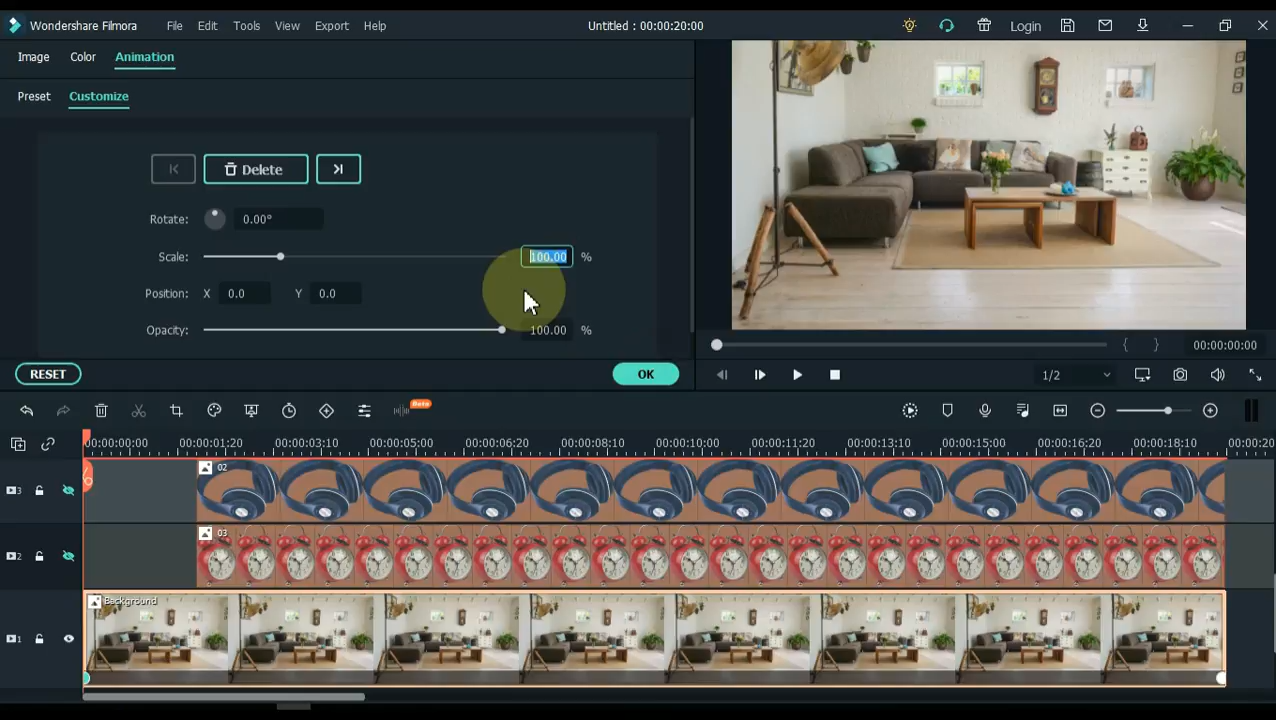 Wondershare Filmora File Edit Tools View Export Help Untitled : 00:00:20:00 Login
Image Color Animation
Preset Customize
Delete
Rotate: 0.00°
Scale: 100.00 %
Position: X 0.0 Y 0.0
Opacity: 100.00 %
{ } 00:00:00:00
RESET OK
1/2
Beta
00:00:00:00 00:00:01:20 00:00:03:10 00:00:05:00 00:00:06:20 00:00:08:10 00:00:10:00 00:00:11:20 00:00:13:10 00:00:15:00 00:00:16:20 00:00:18:10 00:00:20
02
3
03
2
Background
1